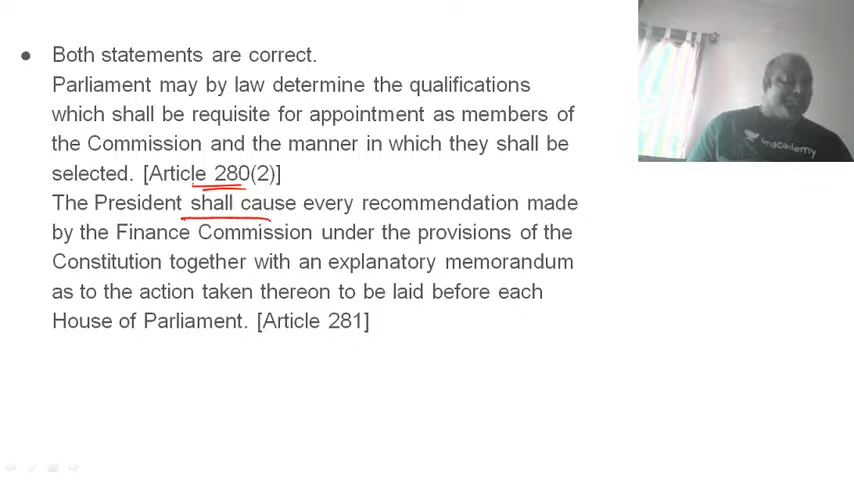 Both statements are correct.
Parliament may by law determine the qualifications
which shall be requisite for appointment as members of
the Commission and the manner in which they shall be
selected. [Article 280(2)]
The President shall cause every recommendation made
by the Finance Commission under the provisions of the
Constitution together with an explanatory memorandum
as to the action taken thereon to be laid before each
House of Parliament. [Article 281]
unacademy